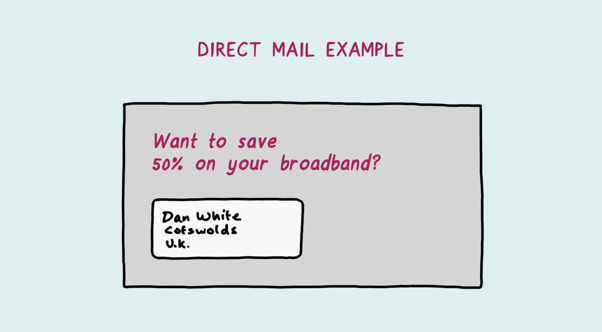 DIRECT MAIL EXAMPLE
Want to save
50% on your broadband?
Dan White
Cotswolds
U.K.